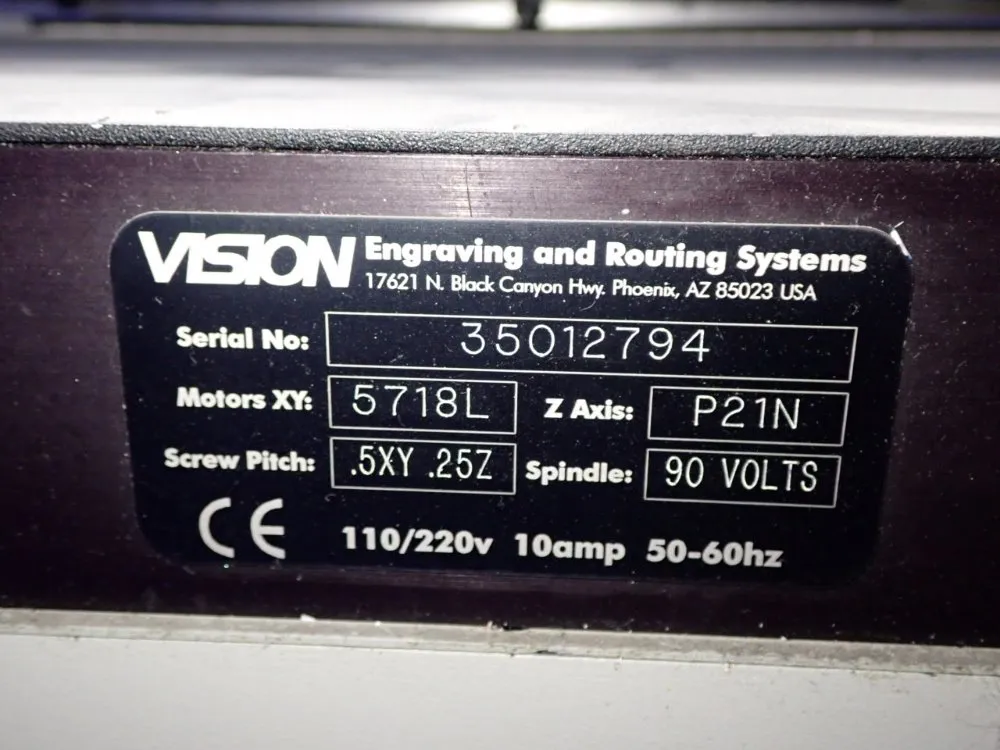 VISION Engraving and Routing Systems
17621 N. Black Canyon Hwy. Phoenix, AZ 85023 USA
Serial No: 35012794
Motors XY: 5718L Z Axis: P21N
Screw Pitch: .5XY .25Z Spindle: 90 VOLTS
CE 110/220v 10amp 50-60hz